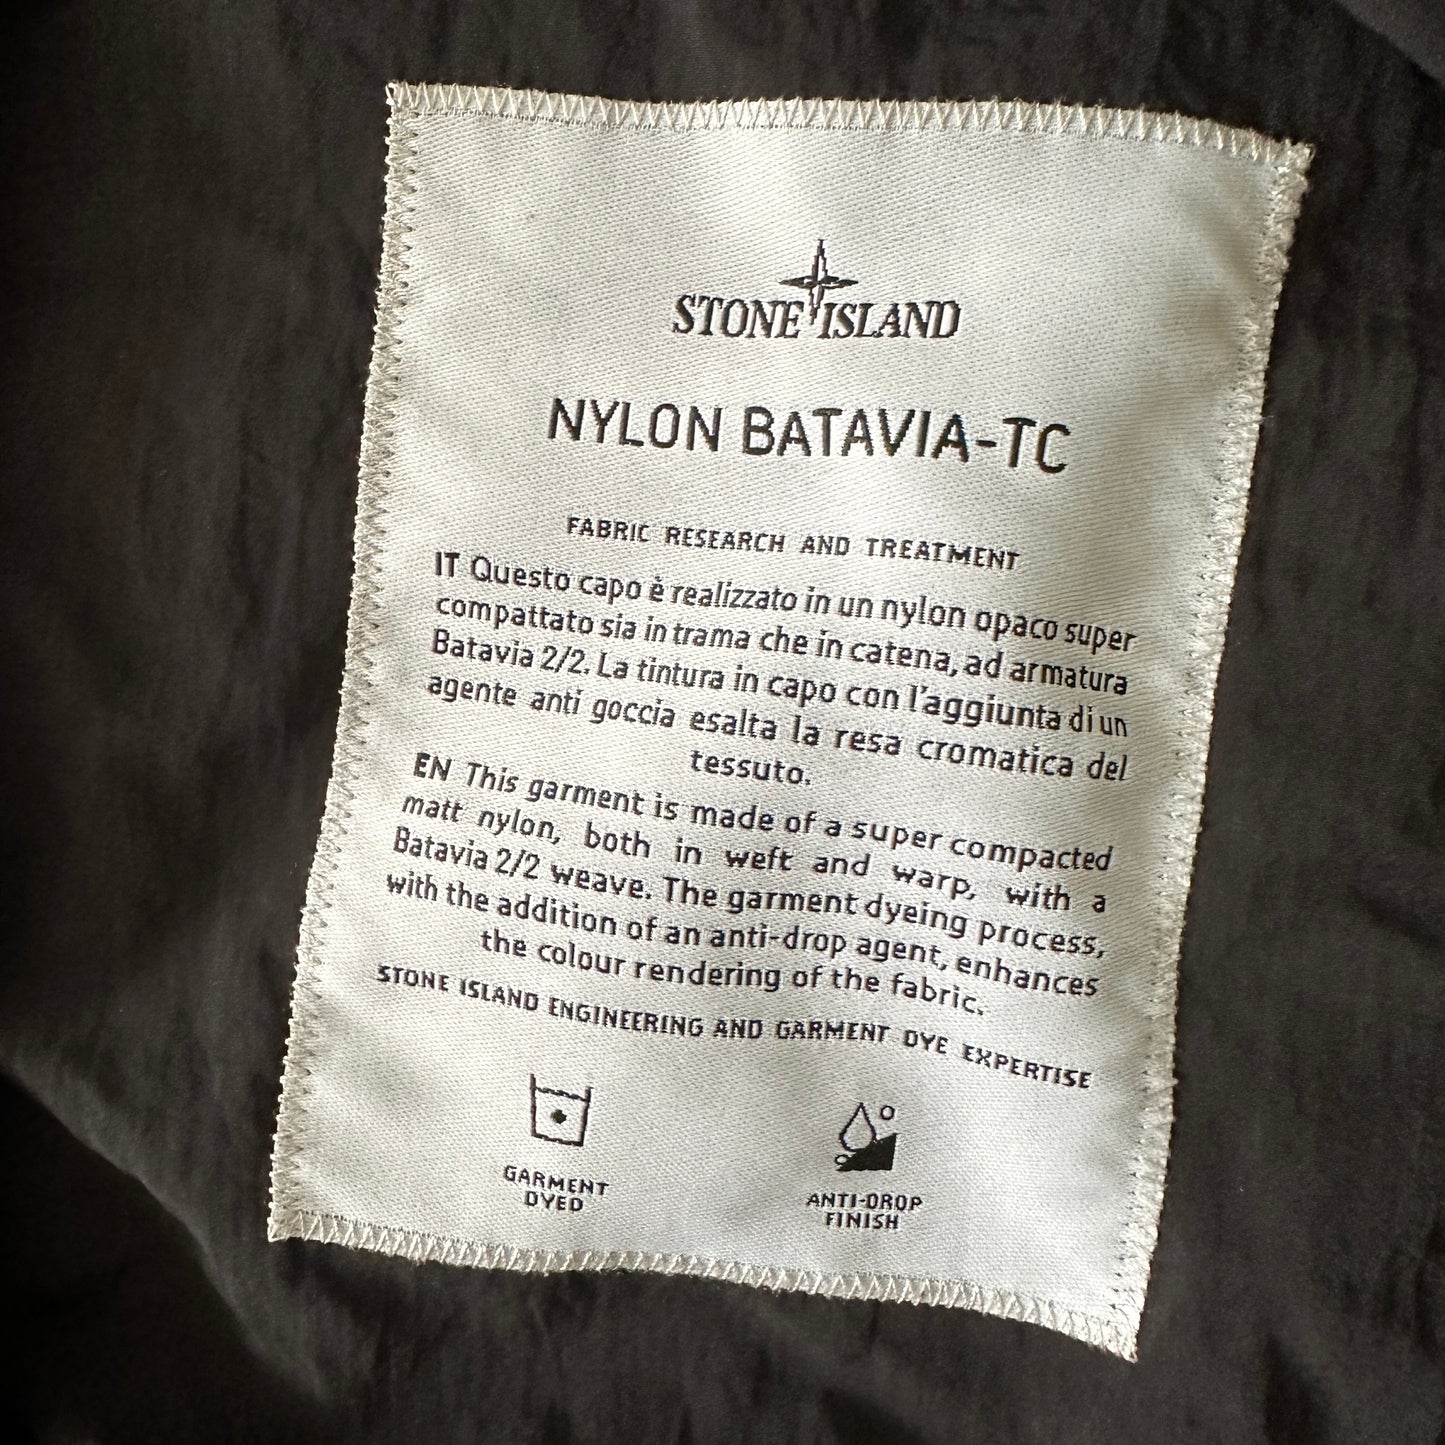 STONE ISLAND
NYLON BATAVIA-TC
FABRIC RESEARCH AND TREATMENT
IT Questo capo è realizzato in un nylon opaco super
compattato sia in trama che in catena, ad armatura
Batavia 2/2. La tintura in capo con l'aggiunta di un
agente anti goccia esalta la resa cromatica del
tessuto.
EN This garment is made of a super compacted
matt nylon, both in weft and warp, with a
Batavia 2/2 weave. The garment dyeing process,
with the addition of an anti-drop agent, enhances
the colour rendering of the fabric.
STONE ISLAND ENGINEERING AND GARMENT DYE EXPERTISE
GARMENT
DYED
ANTI-DROP
FINISH